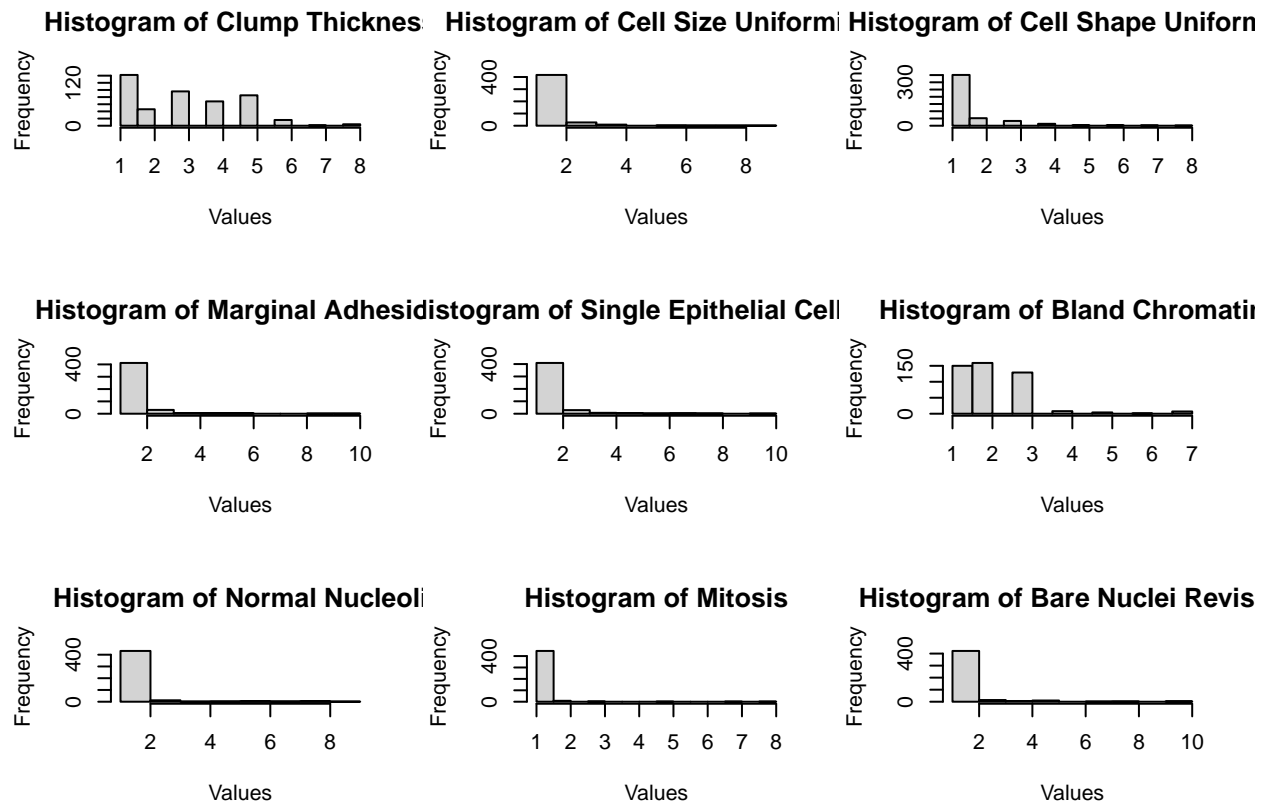 Histogram of Clump Thickness
Frequency
120
0
1 2 3 4 5 6 7 8
Values
Histogram of Cell Size Uniformi
Frequency
400
0
2 4 6 8
Values
Histogram of Cell Shape Uniform
Frequency
300
0
1 2 3 4 5 6 7 8
Values
Histogram of Marginal Adhesio
Frequency
400
0
2 4 6 8 10
Values
istogram of Single Epithelial Cell
Frequency
400
0
2 4 6 8 10
Values
Histogram of Bland Chromatin
Frequency
150
0
1 2 3 4 5 6 7
Values
Histogram of Normal Nucleoli
Frequency
400
0
2 4 6 8
Values
Histogram of Mitosis
Frequency
400
0
1 2 3 4 5 6 7 8
Values
Histogram of Bare Nuclei Revis
Frequency
400
0
2 4 6 8 10
Values